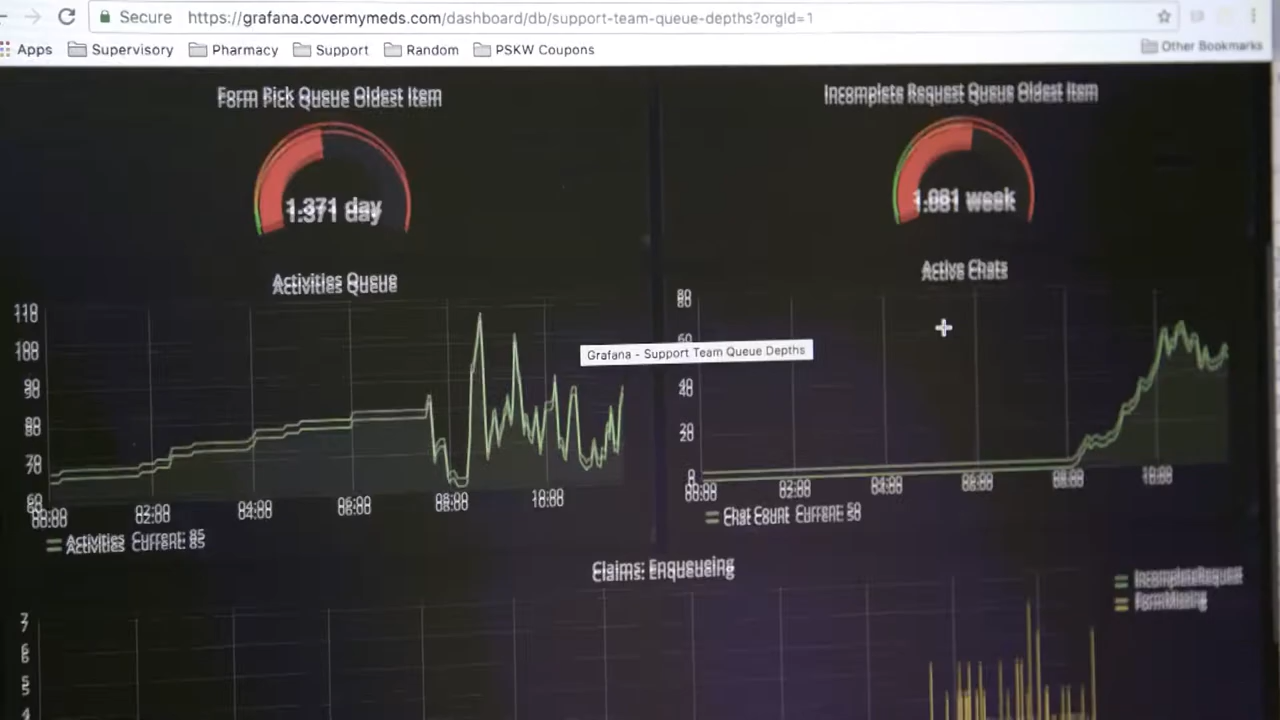 Secure https://grafana.covermymeds.com/dashboard/db/support-team-queue-depths?orgId=1
Apps Supervisory Pharmacy Support Random PSKW Coupons Other Bookmarks
Form Pick Queue Oldest Item
Incomplete Request Queue Oldest Item
1.371 day
1.081 week
Activities Queue
Active Chats
110
100
90
80
70
60
00:00 02:00 04:00 06:00 08:00 10:00
Activities Current: 85
80
60
40
20
0
00:00 02:00 04:00 06:00 08:00 10:00
Chat Count Current: 50
Grafana - Support Team Queue Depths
Claims: Enqueueing
IncompleteRequest
FormMissing
7
6
5
4